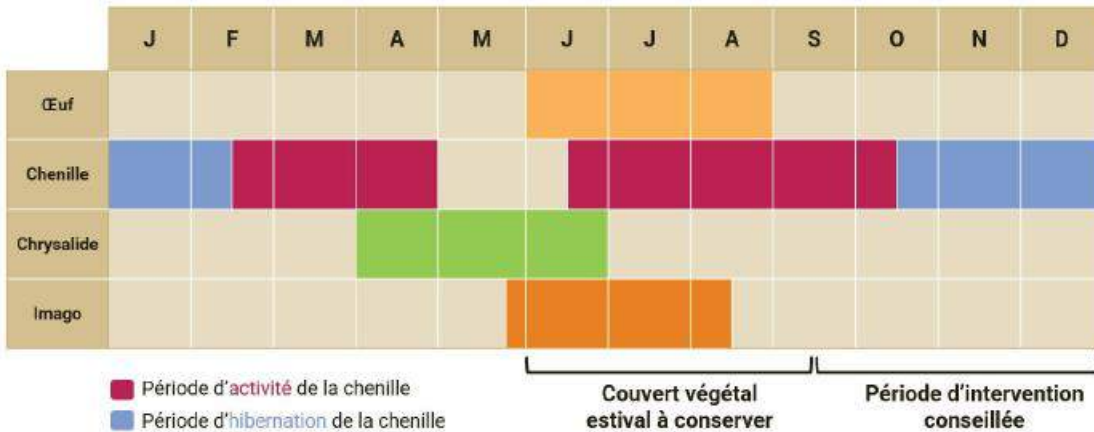 J F M A M J J A S O N D
Œuf
Chenille
Chrysalide
Imago
Période d'activité de la chenille
Période d'hibernation de la chenille
Couvert végétal
estival à conserver
Période d'intervention
conseillée